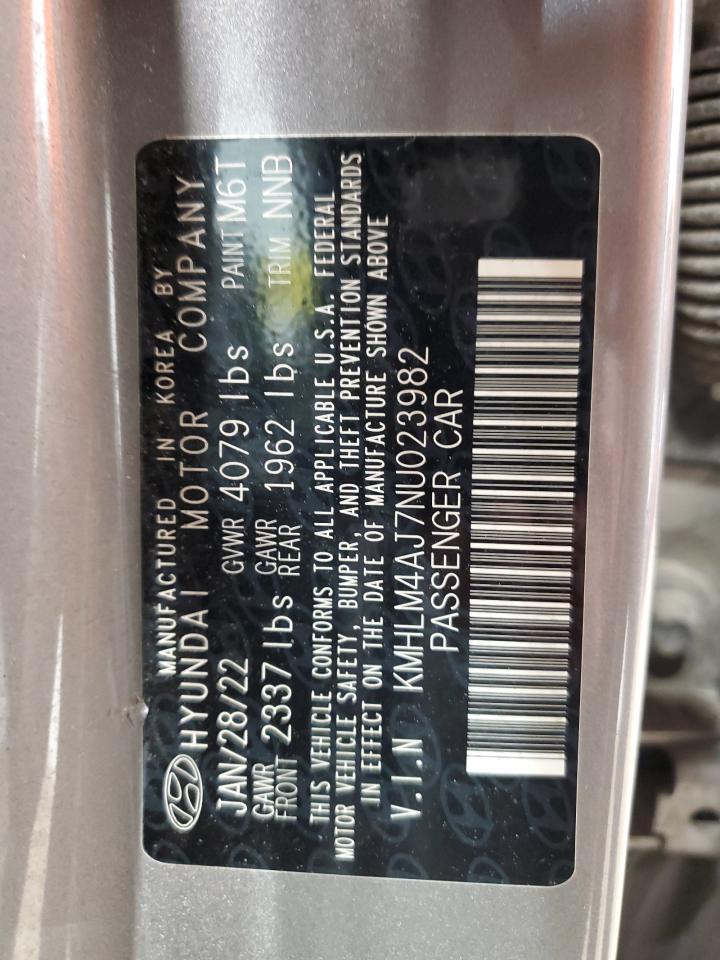 MANUFACTURED IN KOREA BY
HYUNDAI MOTOR COMPANY
JAN/28/22 GVWR 4079 lbs PAINT M6T
GAWR FRONT 2337 lbs GAWR REAR 1962 lbs TRIM NNB
THIS VEHICLE CONFORMS TO ALL APPLICABLE U.S.A. FEDERAL
MOTOR VEHICLE SAFETY, BUMPER, AND THEFT PREVENTION STANDARDS
IN EFFECT ON THE DATE OF MANUFACTURE SHOWN ABOVE
V.I.N KMHLM4AJ7NU023982
PASSENGER CAR